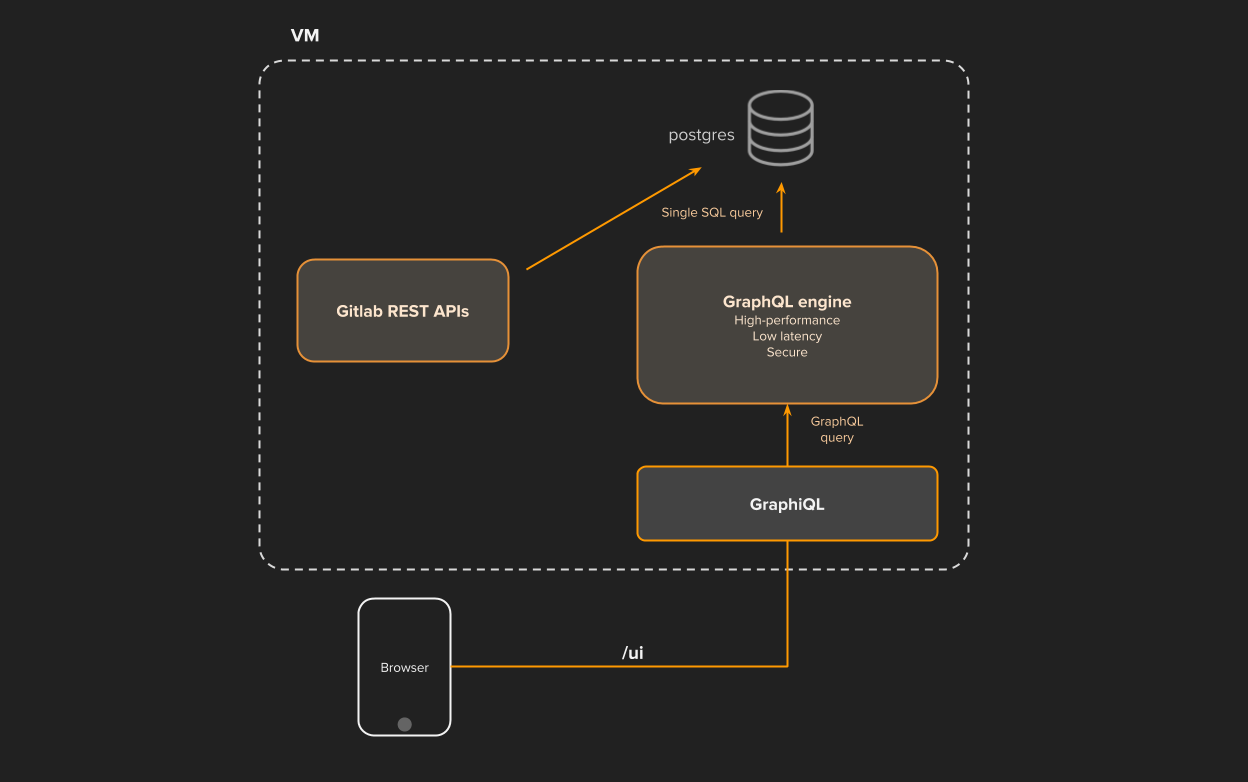 VM
postgres
Single SQL query
Gitlab REST APIs
GraphQL engine
High-performance
Low latency
Secure
GraphQL
query
GraphiQL
/ui
Browser